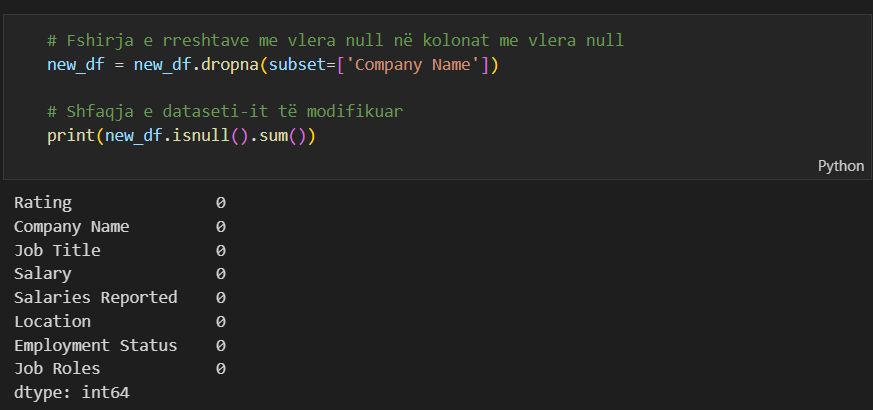 # Fshirja e rreshtave me vlera null në kolonat me vlera null
new_df = new_df.dropna(subset=['Company Name'])
# Shfaqja e dataseti-it të modifikuar
print(new_df.isnull().sum())
Python
Rating 0
Company Name 0
Job Title 0
Salary 0
Salaries Reported 0
Location 0
Employment Status 0
Job Roles 0
dtype: int64